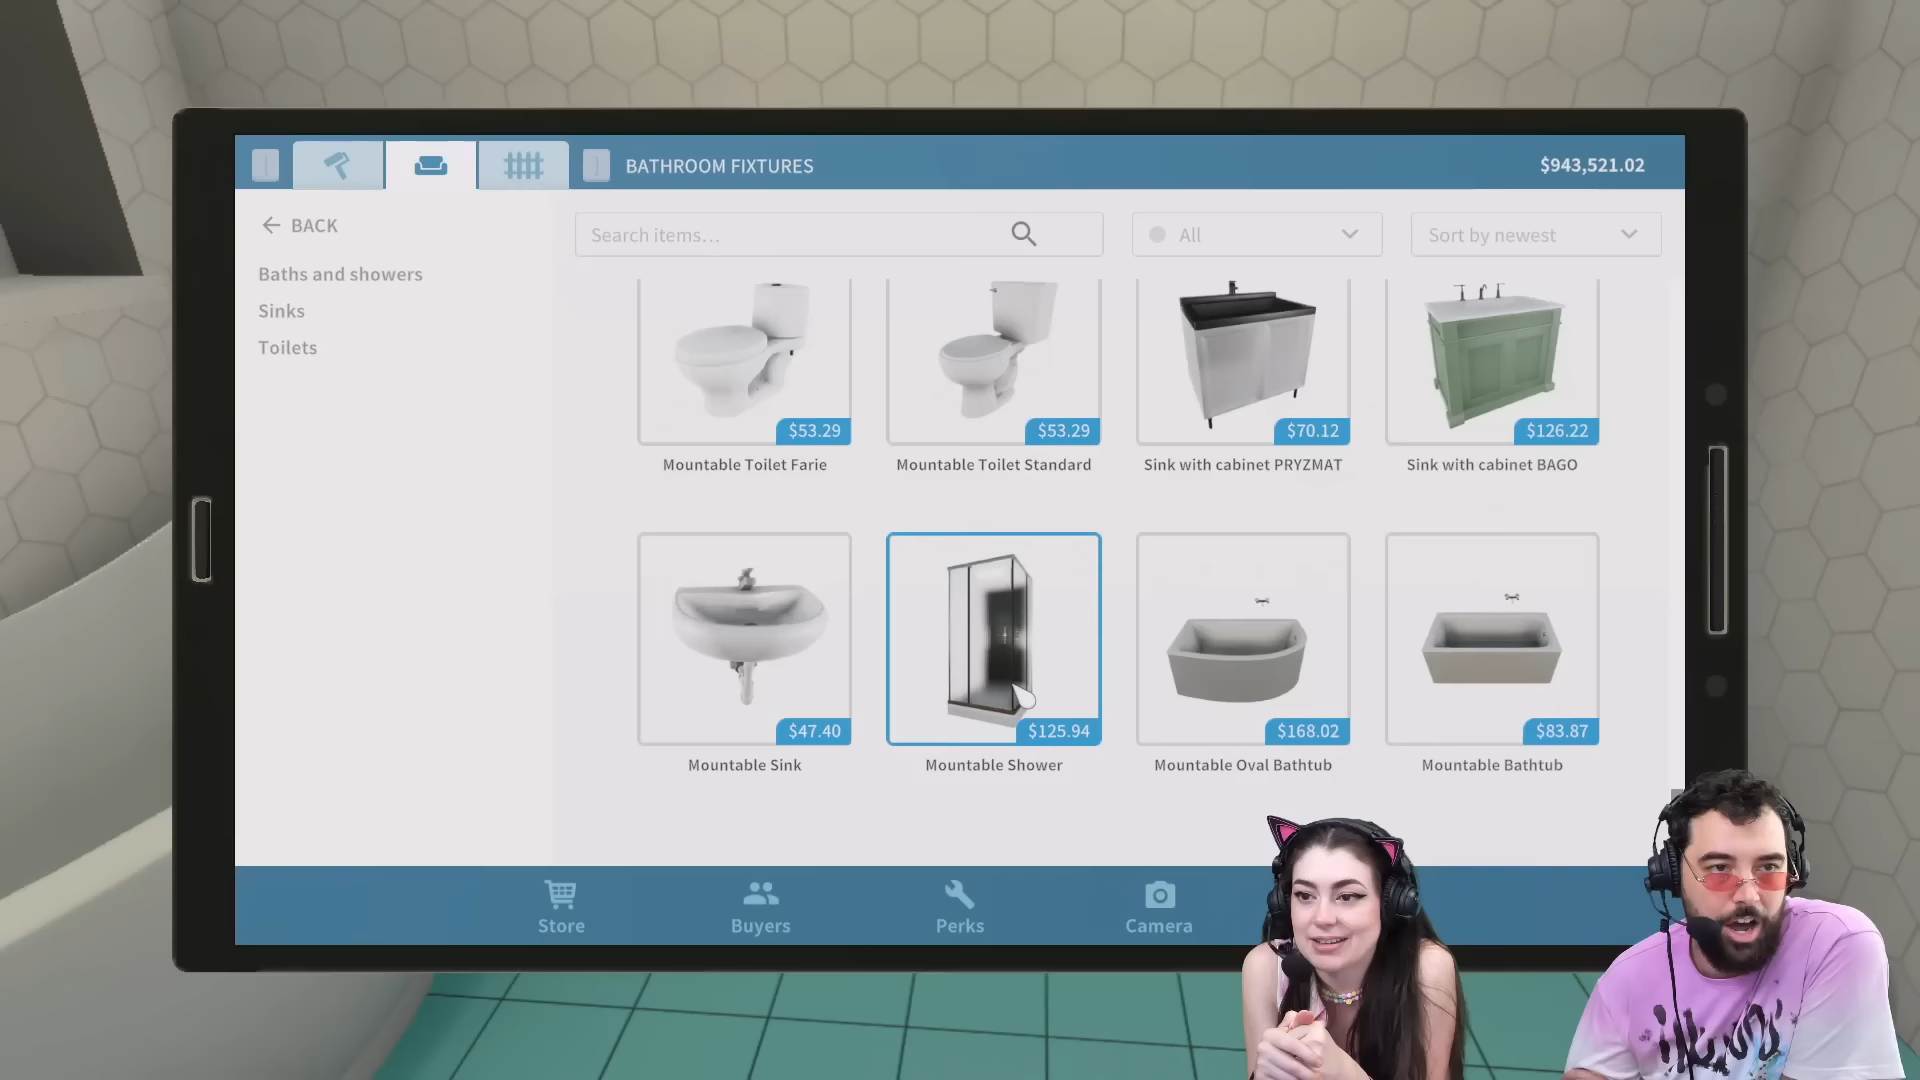 BATHROOM FIXTURES
$943,521.02
BACK
Baths and showers
Sinks
Toilets
Search items...
All
Sort by newest
$53.29
$53.29
$70.12
$126.22
Mountable Toilet Farie
Mountable Toilet Standard
Sink with cabinet PRYZMAT
Sink with cabinet BAGO
$47.40
$125.94
$168.02
$83.87
Mountable Sink
Mountable Shower
Mountable Oval Bathtub
Mountable Bathtub
Store
Buyers
Perks
Camera